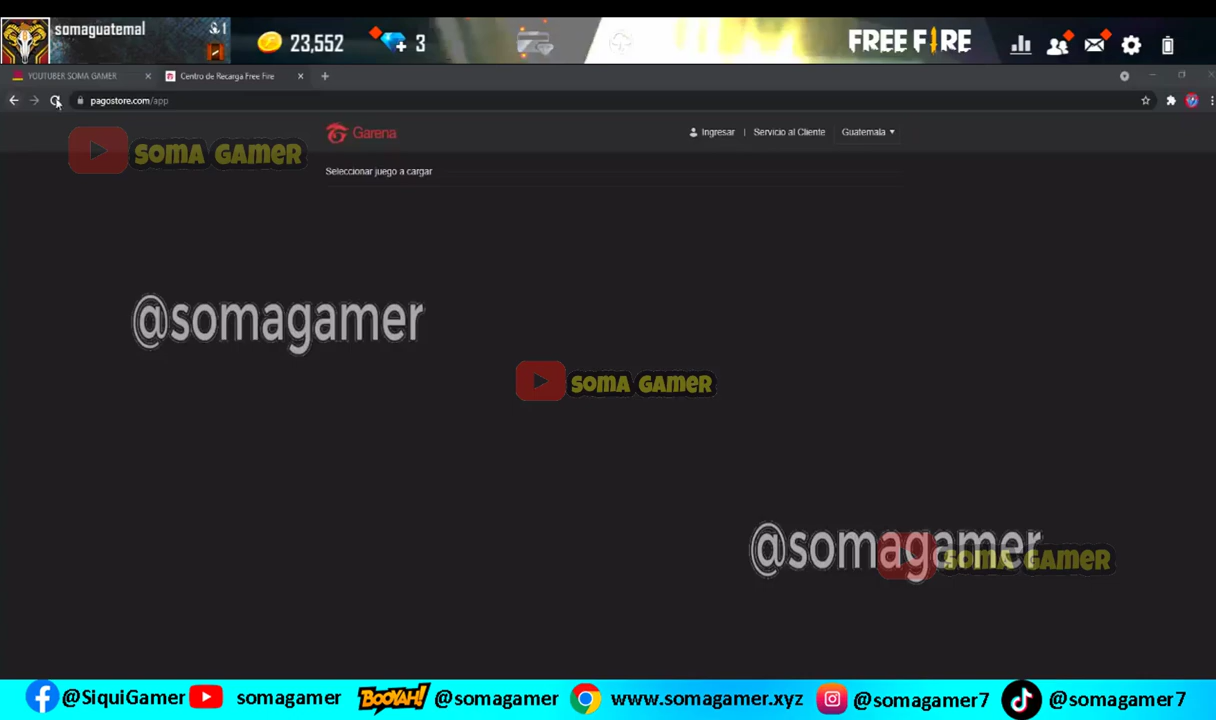 somaguatemal
1
23,552
3
FREE FIRE
YOUTUBER SOMA GAMER
Centro de Recarga Free Fire
pagostore.com/app
Garena
Ingresar | Servicio al Cliente
Guatemala
SOMA GAMER
Seleccionar juego a cargar
@somagamer
SOMA GAMER
@somagamer
SOMA GAMER
@SiquiGamer
somagamer
BOOYAH!
@somagamer
www.somagamer.xyz
@somagamer7
@somagamer7